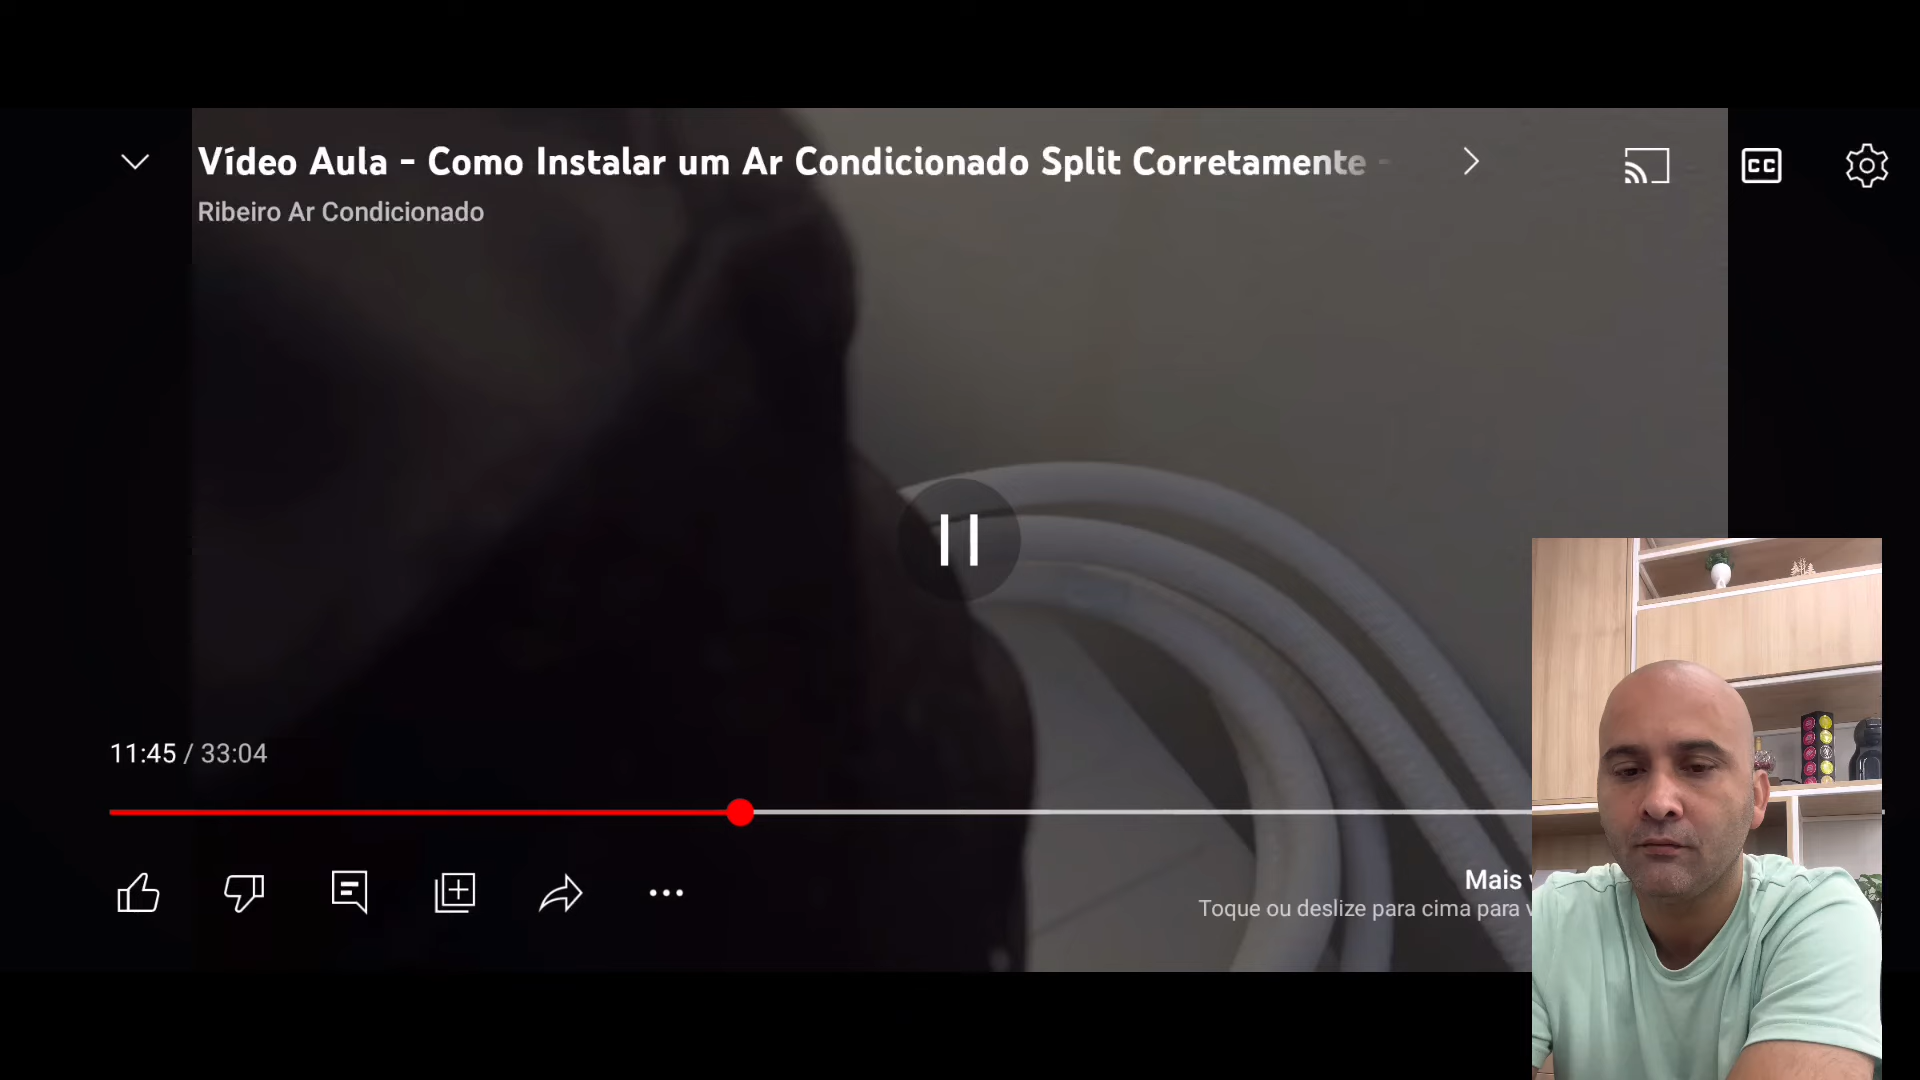 Vídeo Aula - Como Instalar um Ar Condicionado Split Corretamente -
Ribeiro Ar Condicionado
CC
11:45 / 33:04
Mais
Toque ou deslize para cima para